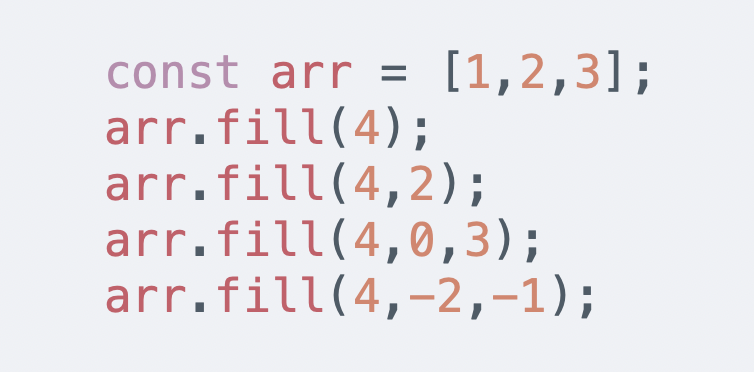 const arr = [1,2,3];
arr.fill(4);
arr.fill(4,2);
arr.fill(4,0,3);
arr.fill(4,-2,-1);